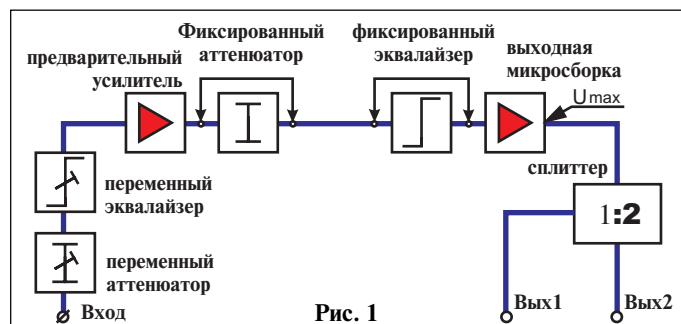 Фиксированный
аттенюатор
фиксированный
эквалайзер
выходная
микросборка
предварительный
усилитель
Umax
сплиттер
1:2
переменный
эквалайзер
переменный
аттенюатор
Вход
Рис. 1
Вых1
Вых2